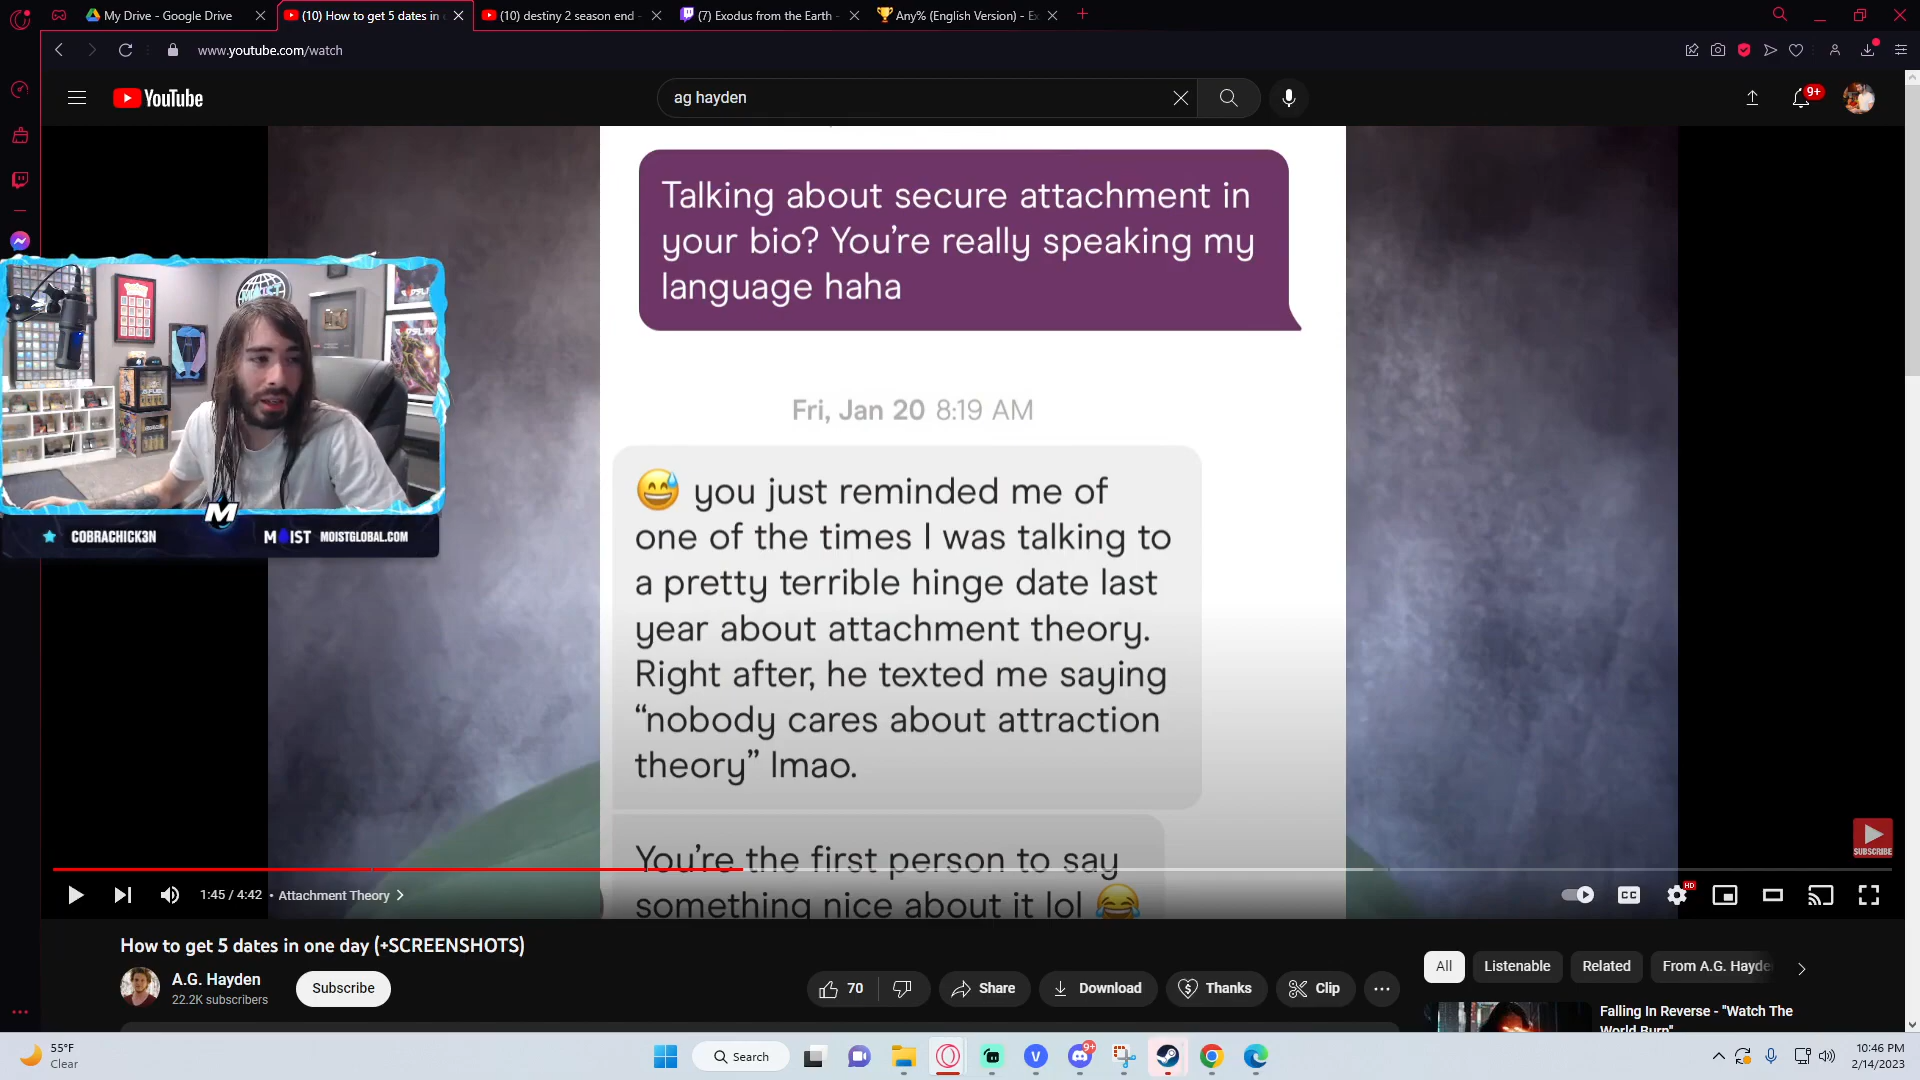 My Drive - Google Drive
(10) How to get 5 dates in
(10) destiny 2 season end -
(7) Exodus from the Earth -
Any% (English Version) - Ex
www.youtube.com/watch
YouTube
ag hayden
9+
Talking about secure attachment in
your bio? You're really speaking my
language haha
Fri, Jan 20 8:19 AM
😅 you just reminded me of
one of the times I was talking to
a pretty terrible hinge date last
year about attachment theory.
Right after, he texted me saying
“nobody cares about attraction
theory” lmao.
You're the first person to say
something nice about it lol 😂
MOIST
M
COBRACHICK3N
MOIST MOISTGLOBAL.COM
SUBSCRIBE
1:45 / 4:42 • Attachment Theory
CC
HD
How to get 5 dates in one day (+SCREENSHOTS)
A.G. Hayden
22.2K subscribers
Subscribe
70
Share
Download
Thanks
Clip
All
Listenable
Related
From A.G. Hayde
Falling In Reverse - "Watch The
World Burn"
55°F
Clear
Search
9+
10:46 PM
2/14/2023